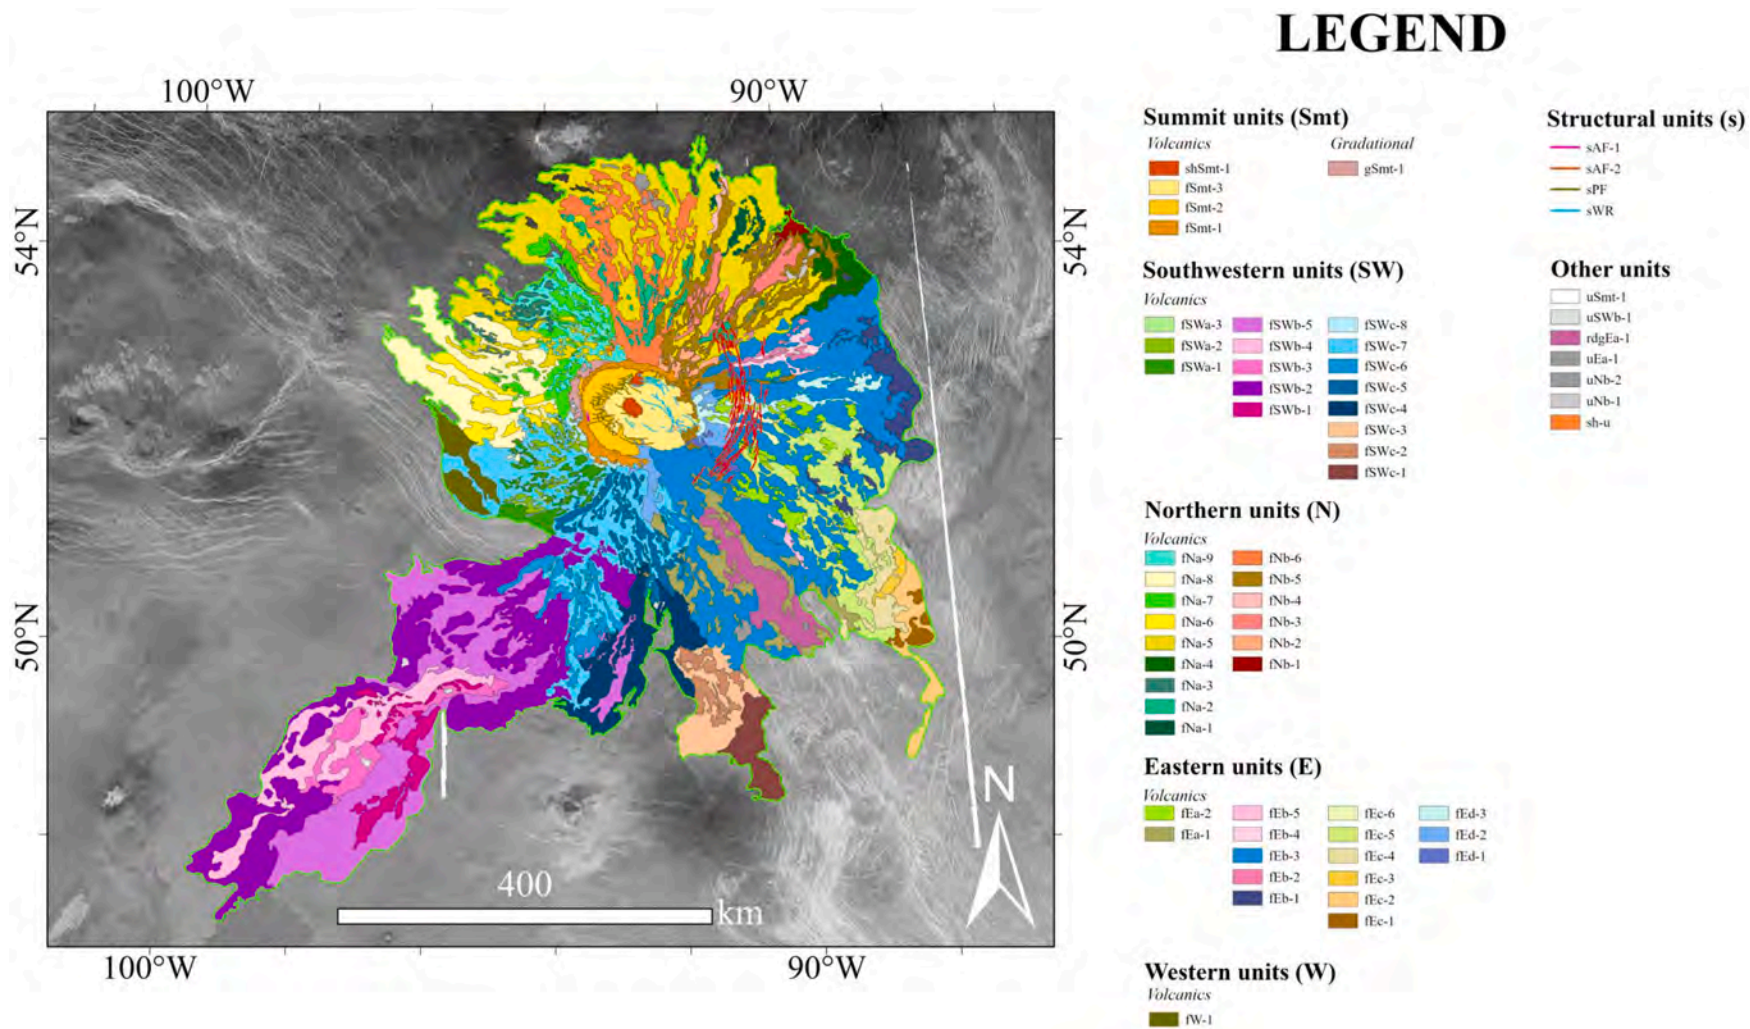 LEGEND
100°W
90°W
54°N
54°N
50°N
50°N
N
400
km
100°W
90°W
Summit units (Smt)
Volcanics
Gradational
shSmt-1
gSmt-1
fSmt-3
fSmt-2
fSmt-1
Structural units (s)
sAF-1
sAF-2
sPF
sWR
Southwestern units (SW)
Volcanics
fSWa-3 fSWb-5 fSWc-8
fSWa-2 fSWb-4 fSWc-7
fSWa-1 fSWb-3 fSWc-6
fSWb-2 fSWc-5
fSWb-1 fSWc-4
fSWc-3
fSWc-2
fSWc-1
Other units
uSmt-1
uSWb-1
rdgEa-1
uEa-1
uNb-2
uNb-1
sh-u
Northern units (N)
Volcanics
fNa-9 fNb-6
fNa-8 fNb-5
fNa-7 fNb-4
fNa-6 fNb-3
fNa-5 fNb-2
fNa-4 fNb-1
fNa-3
fNa-2
fNa-1
Eastern units (E)
Volcanics
fEa-2 fEb-5 fEc-6 fEd-3
fEa-1 fEb-4 fEc-5 fEd-2
fEb-3 fEc-4 fEd-1
fEb-2 fEc-3
fEb-1 fEc-2
fEc-1
Western units (W)
Volcanics
fW-1